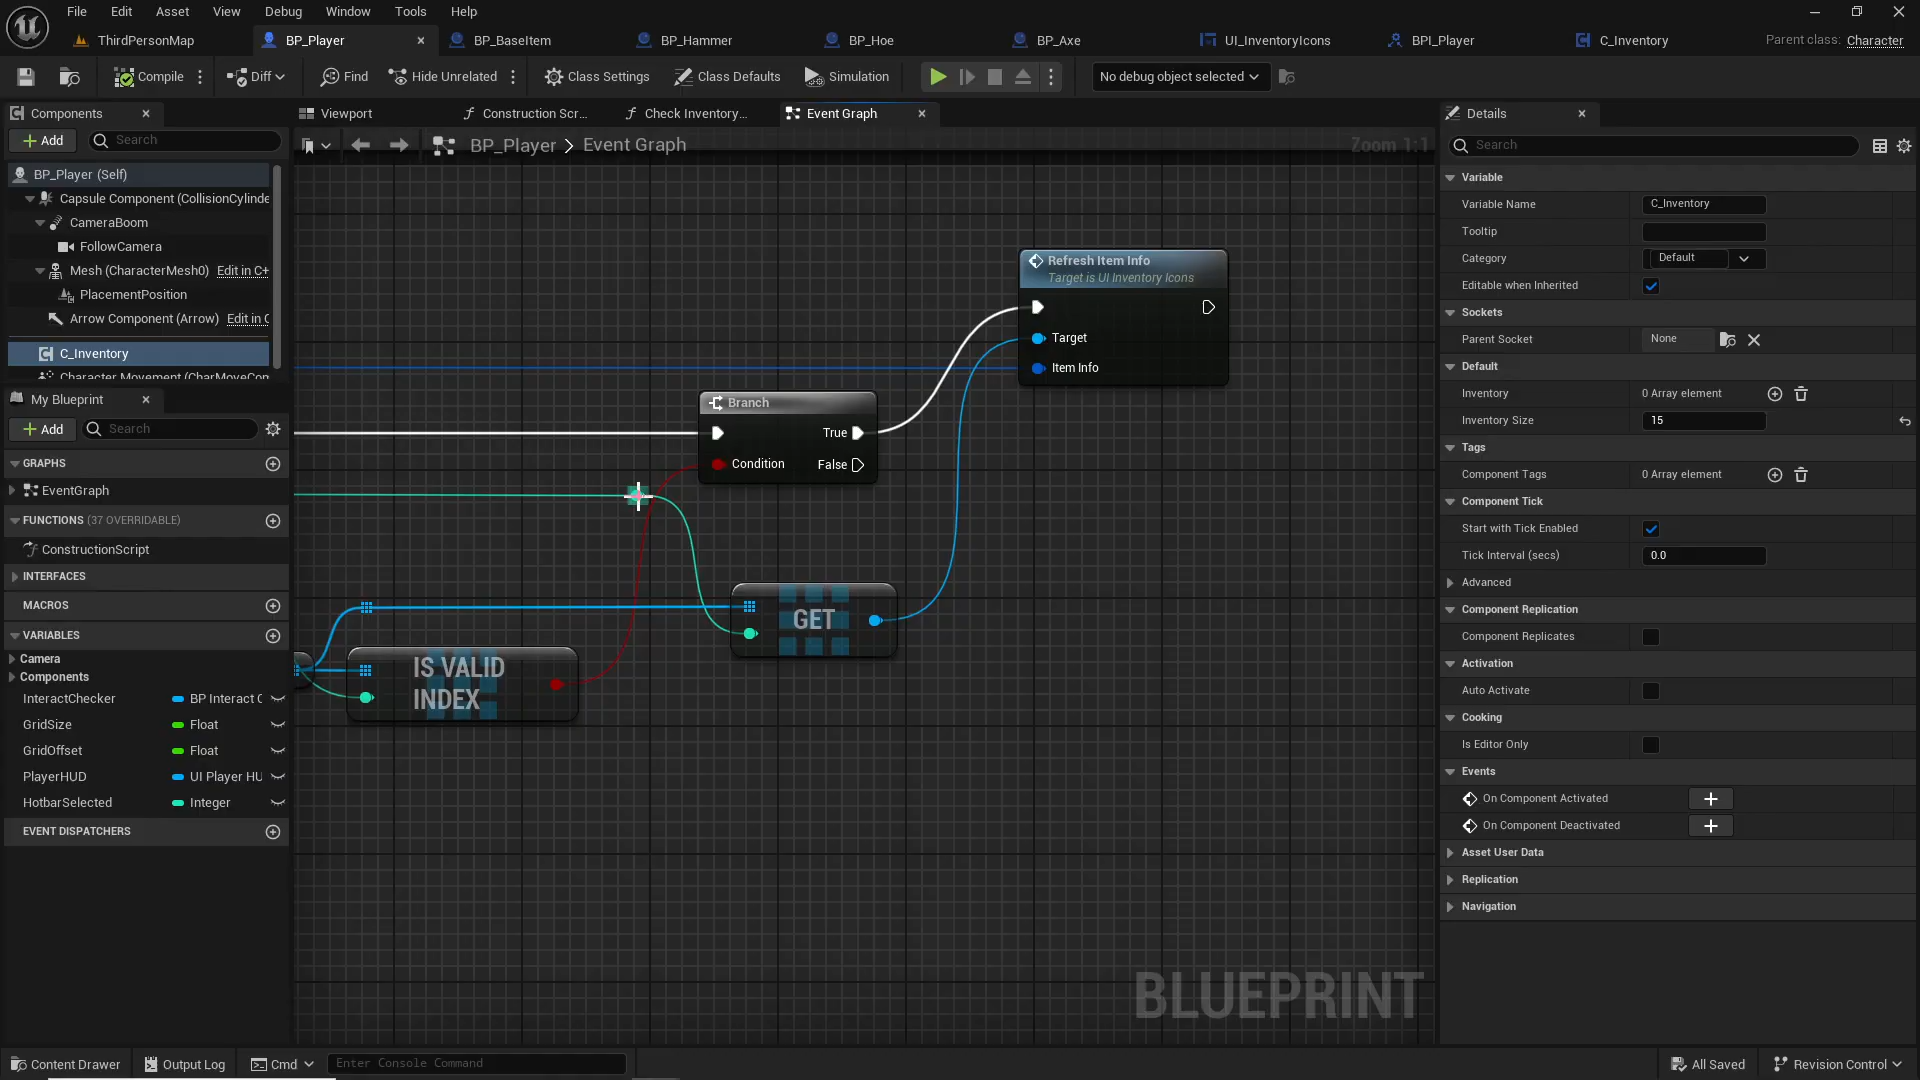 File Edit Asset View Debug Window Tools Help
ThirdPersonMap BP_Player BP_BaseItem BP_Hammer BP_Hoe BP_Axe UI_InventoryIcons BPI_Player C_Inventory Parent class: Character
Compile Diff Find Hide Unrelated Class Settings Class Defaults Simulation No debug object selected
Components
Add Search
BP_Player (Self)
Capsule Component (CollisionCylinde
CameraBoom
FollowCamera
Mesh (CharacterMesh0) Edit in C+
PlacementPosition
Arrow Component (Arrow) Edit in C
C_Inventory
Character Movement (CharMoveCon
My Blueprint
Add Search
GRAPHS
EventGraph
FUNCTIONS (37 OVERRIDABLE)
ConstructionScript
INTERFACES
MACROS
VARIABLES
Camera
Components
InteractChecker BP Interact C
GridSize Float
GridOffset Float
PlayerHUD UI Player HU
HotbarSelected Integer
EVENT DISPATCHERS
Viewport Construction Scr... Check Inventory... Event Graph
BP_Player > Event Graph Zoom 1:1
Refresh Item Info
Target is UI Inventory Icons
Target
Item Info
Branch
True
Condition False
GET
IS VALID
INDEX
BLUEPRINT
Details
Search
Variable
Variable Name C_Inventory
Tooltip
Category Default
Editable when Inherited
Sockets
Parent Socket None
Default
Inventory 0 Array element
Inventory Size 15
Tags
Component Tags 0 Array element
Component Tick
Start with Tick Enabled
Tick Interval (secs) 0.0
Advanced
Component Replication
Component Replicates
Activation
Auto Activate
Cooking
Is Editor Only
Events
On Component Activated
On Component Deactivated
Asset User Data
Replication
Navigation
Content Drawer Output Log Cmd Enter Console Command All Saved Revision Control